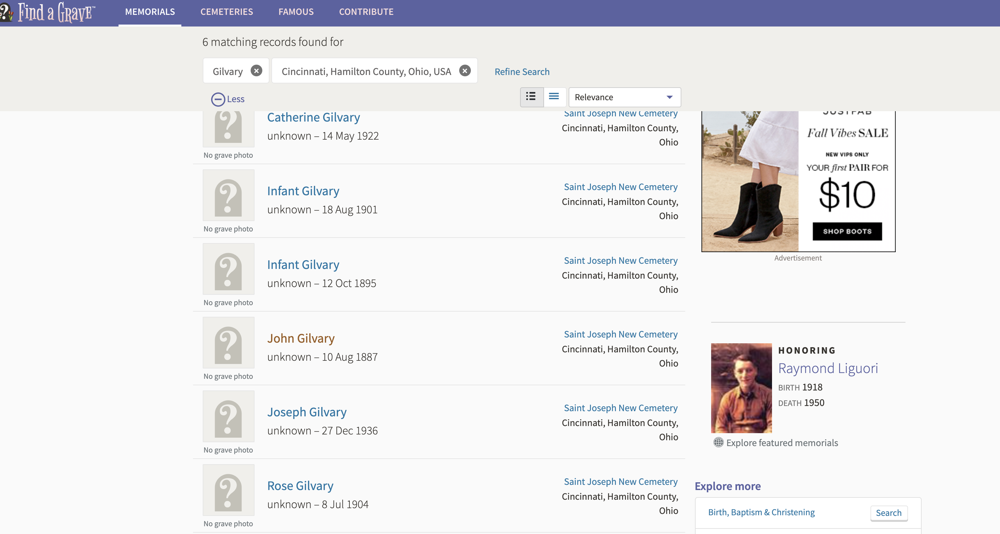 Find a Grave™
MEMORIALS
CEMETERIES
FAMOUS
CONTRIBUTE
6 matching records found for
Gilvary
Cincinnati, Hamilton County, Ohio, USA
Refine Search
Less
Relevance
Catherine Gilvary
unknown – 14 May 1922
No grave photo
Saint Joseph New Cemetery
Cincinnati, Hamilton County,
Ohio
Infant Gilvary
unknown – 18 Aug 1901
No grave photo
Saint Joseph New Cemetery
Cincinnati, Hamilton County,
Ohio
Infant Gilvary
unknown – 12 Oct 1895
No grave photo
Saint Joseph New Cemetery
Cincinnati, Hamilton County,
Ohio
John Gilvary
unknown – 10 Aug 1887
No grave photo
Saint Joseph New Cemetery
Cincinnati, Hamilton County,
Ohio
Joseph Gilvary
unknown – 27 Dec 1936
No grave photo
Saint Joseph New Cemetery
Cincinnati, Hamilton County,
Ohio
Rose Gilvary
unknown – 8 Jul 1904
No grave photo
Saint Joseph New Cemetery
Cincinnati, Hamilton County,
Ohio
JUSTFAB
Fall Vibes SALE
NEW VIPS ONLY
YOUR first PAIR FOR
$10
SHOP BOOTS
Advertisement
HONORING
Raymond Liguori
BIRTH 1918
DEATH 1950
Explore featured memorials
Explore more
Birth, Baptism & Christening
Search